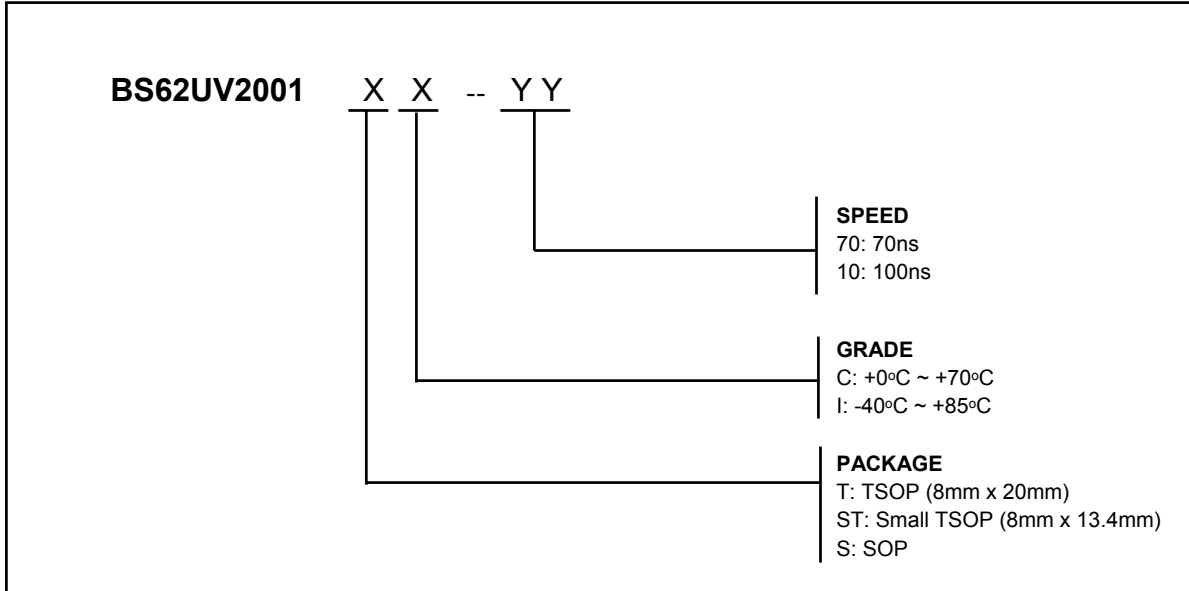 BS62UV2001 X X -- Y Y
SPEED
70: 70ns
10: 100ns
GRADE
C: +0ºC ~ +70ºC
I: -40ºC ~ +85ºC
PACKAGE
T: TSOP (8mm x 20mm)
ST: Small TSOP (8mm x 13.4mm)
S: SOP